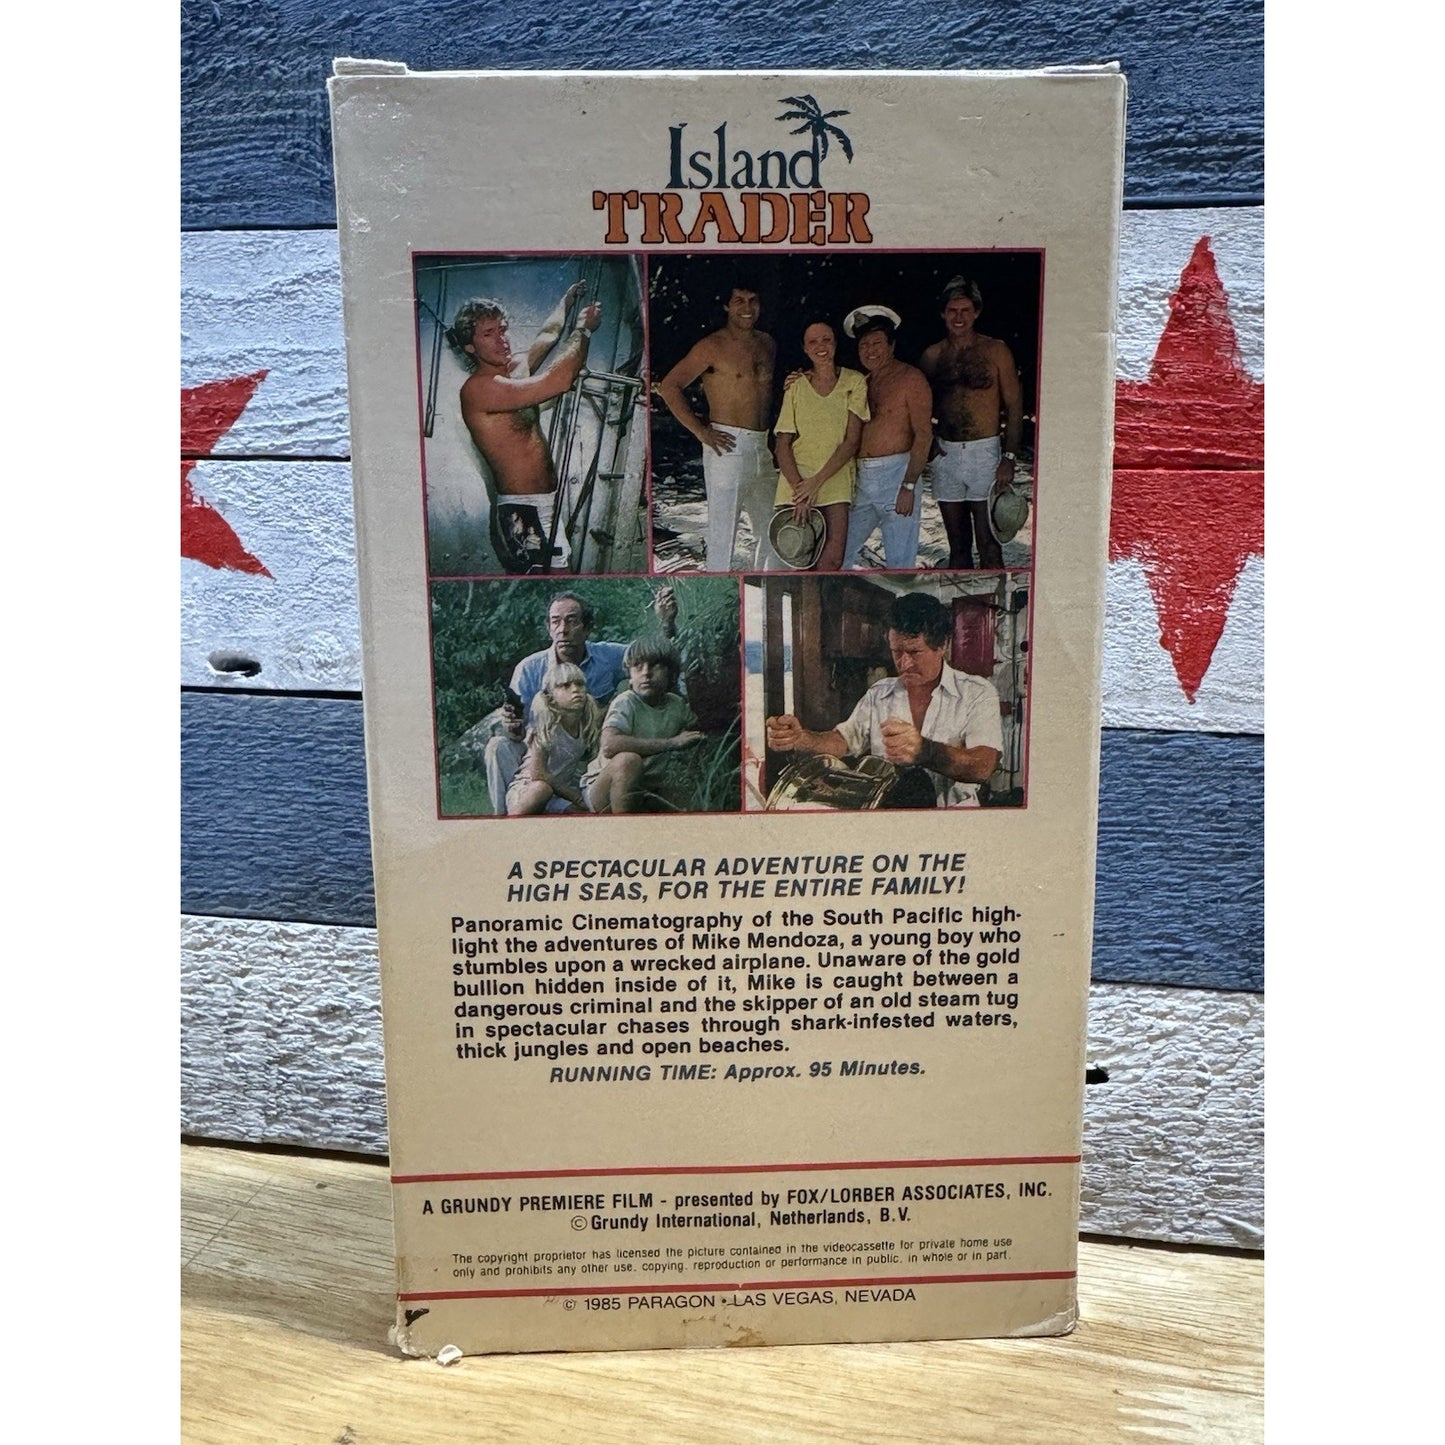 Island
TRADER
A SPECTACULAR ADVENTURE ON THE
HIGH SEAS, FOR THE ENTIRE FAMILY!
Panoramic Cinematography of the South Pacific high-
light the adventures of Mike Mendoza, a young boy who
stumbles upon a wrecked airplane. Unaware of the gold
bullion hidden inside of it, Mike is caught between a
dangerous criminal and the skipper of an old steam tug
in spectacular chases through shark-infested waters,
thick jungles and open beaches.
RUNNING TIME: Approx. 95 Minutes.
A GRUNDY PREMIERE FILM - presented by FOX/LORBER ASSOCIATES, INC.
© Grundy International, Netherlands, B.V.
The copyright proprietor has licensed the picture contained in the videocassette for private home use
only and prohibits any other use, copying, reproduction or performance in public, in whole or in part.
© 1985 PARAGON • LAS VEGAS, NEVADA